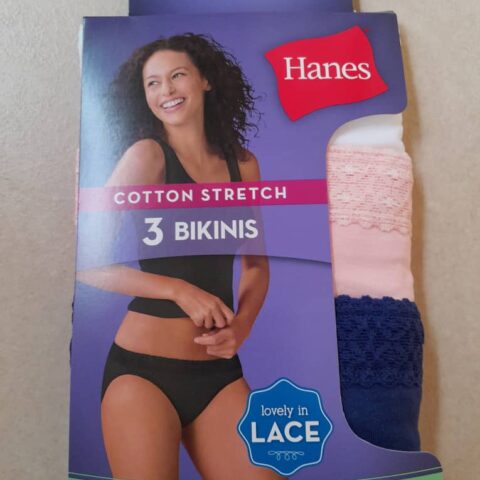 Hanes
COTTON STRETCH
3 BIKINIS
lovely in
LACE